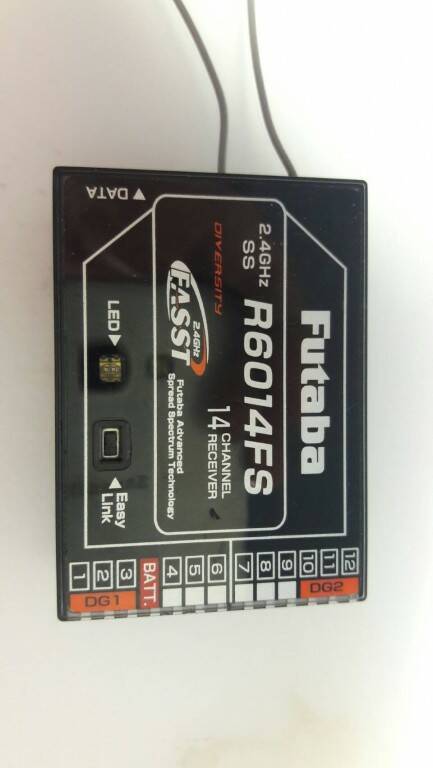 Futaba
2.4GHz
SS
R6014FS
DIVERSITY
2.4GHz
FASST
14 CHANNEL
RECEIVER
Futaba Advanced
Spread Spectrum Technology
DATA
LED
Easy
Link
12
11
10
DG2
9
8
7
6
5
4
BATT.
3
2
1
DG1